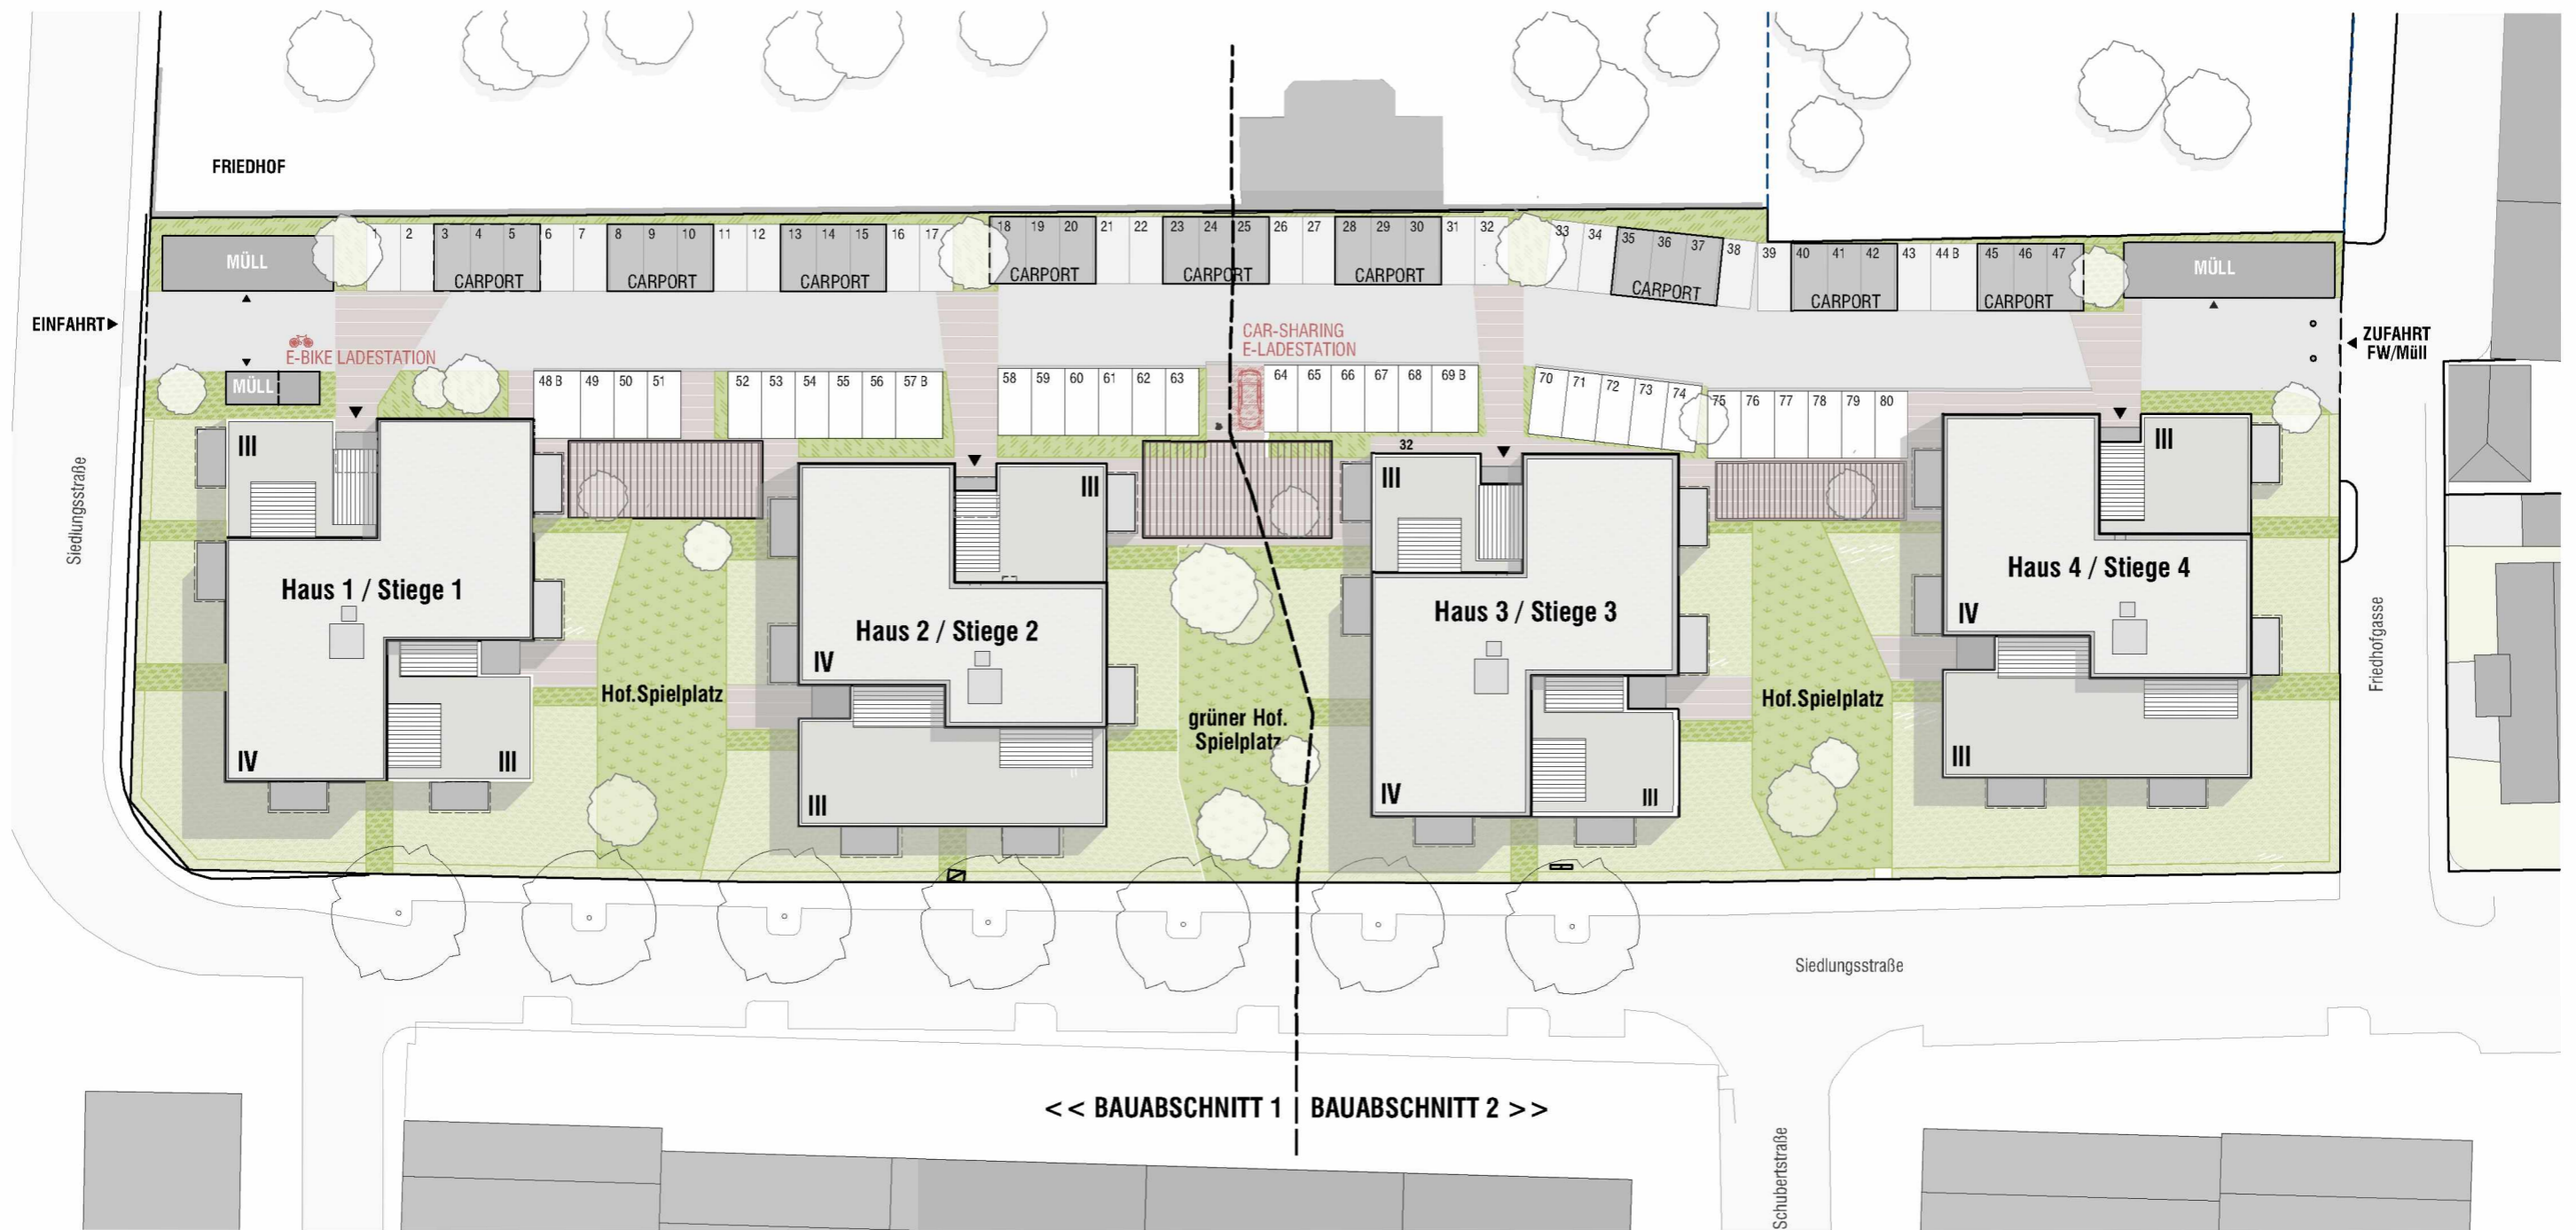 FRIEDHOF
MÜLL
1 2 3 4 5 6 7 8 9 10 11 12 13 14 15 16 17 18 19 20 21 22 23 24 25 26 27 28 29 30 31 32 33 34 35 36 37 38 39 40 41 42 43 44 B 45 46 47
CARPORT
CARPORT
CARPORT
CARPORT
CARPORT
CARPORT
CARPORT
CARPORT
CARPORT
MÜLL
EINFAHRT
E-BIKE LADESTATION
CAR-SHARING
E-LADESTATION
ZUFAHRT
FW/Müll
MÜLL
48 B 49 50 51 52 53 54 55 56 57 B 58 59 60 61 62 63 64 65 66 67 68 69 B 70 71 72 73 74 75 76 77 78 79 80
32
III
III
III
III
Haus 1 / Stiege 1
Haus 2 / Stiege 2
Haus 3 / Stiege 3
Haus 4 / Stiege 4
IV
IV
Hof.Spielplatz
grüner Hof.
Spielplatz
Hof.Spielplatz
IV
III
III
IV
III
III
Siedlungsstraße
Friedhofgasse
Siedlungsstraße
<< BAUABSCHNITT 1 | BAUABSCHNITT 2 >>
Schubertstraße